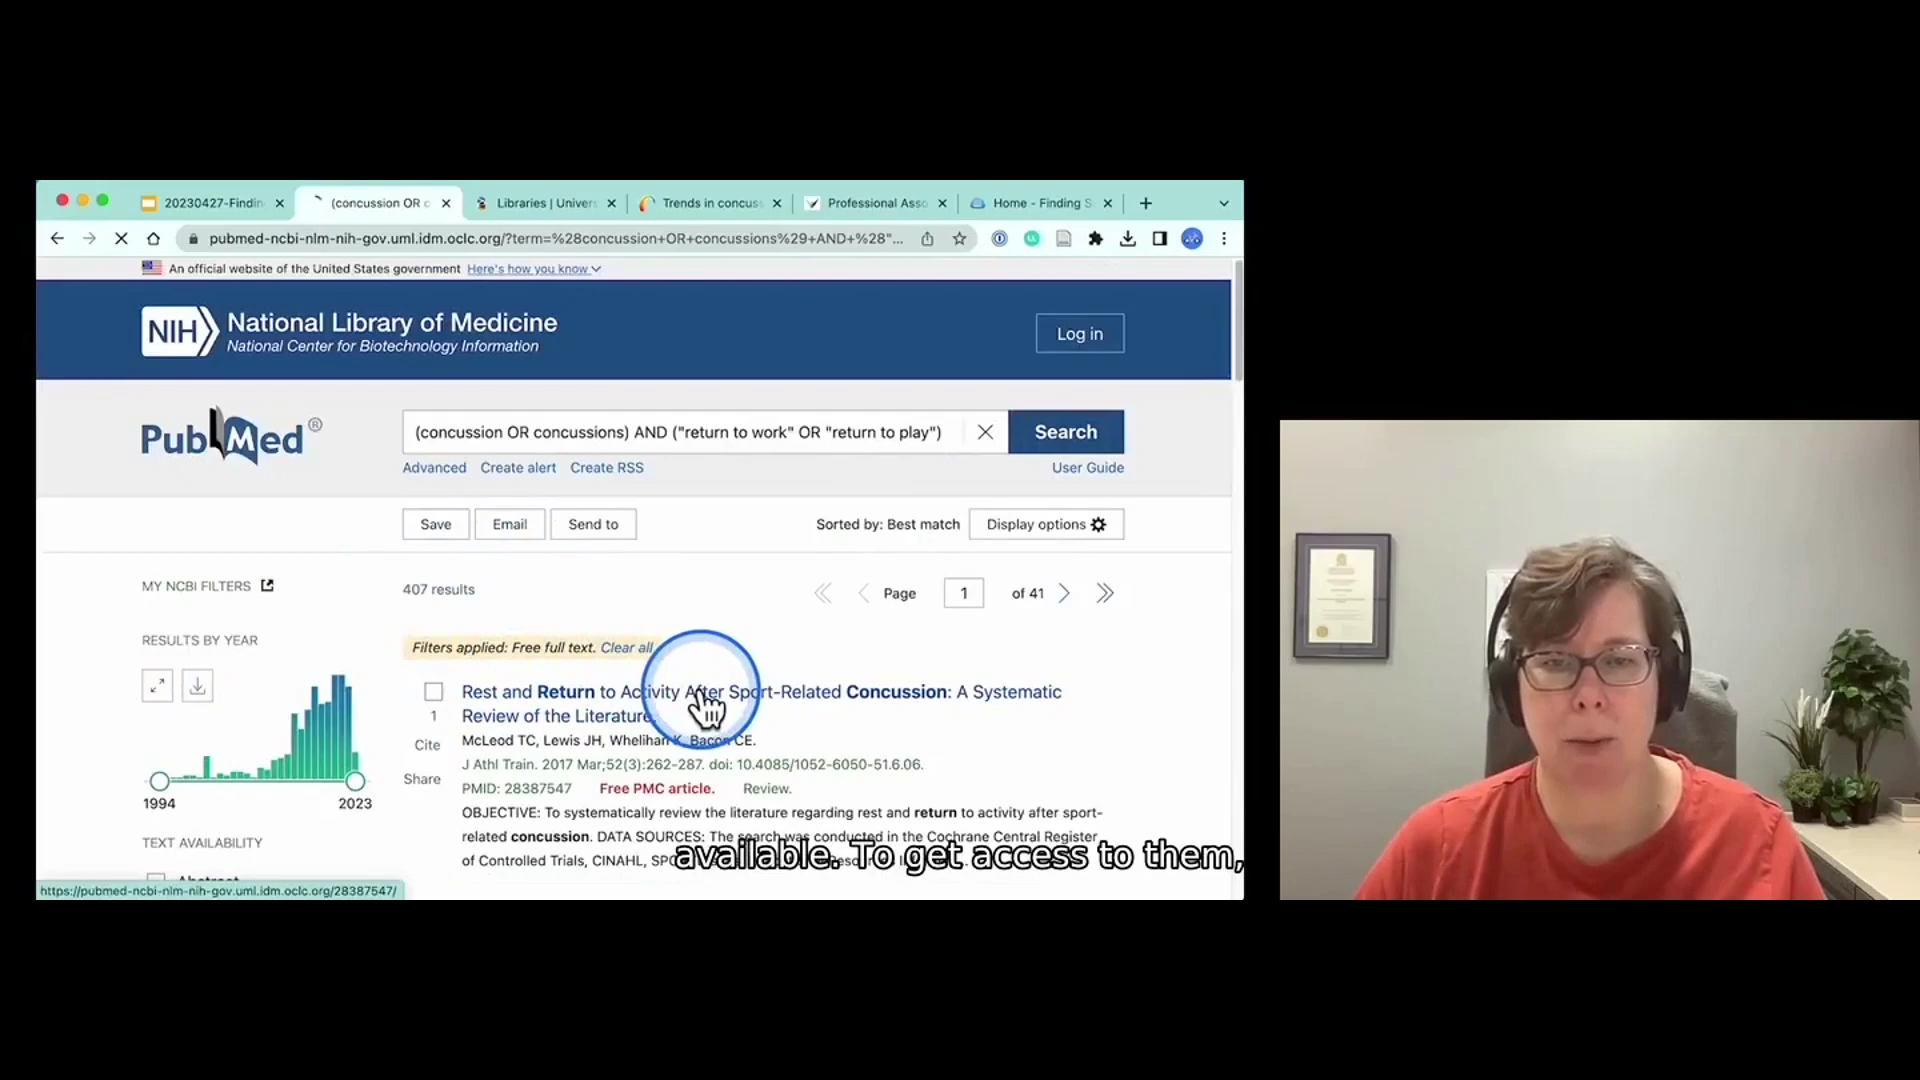 20230427-Findin
(concussion OR c
Libraries | Univers
Trends in concuss
Professional Asso
Home - Finding S
pubmed-ncbi-nlm-nih-gov.uml.idm.oclc.org/?term=%28concussion+OR+concussions%29+AND+%28"...
An official website of the United States government Here's how you know
NIH National Library of Medicine
National Center for Biotechnology Information
Log in
PubMed®
(concussion OR concussions) AND ("return to work" OR "return to play")
Search
Advanced Create alert Create RSS
User Guide
Save Email Send to
Sorted by: Best match
Display options
MY NCBI FILTERS
407 results
Page 1 of 41
RESULTS BY YEAR
Filters applied: Free full text. Clear all
Rest and Return to Activity After Sport-Related Concussion: A Systematic
1 Review of the Literature.
Cite
McLeod TC, Lewis JH, Whelihan K, Bacon CE.
J Athl Train. 2017 Mar;52(3):262-287. doi: 10.4085/1052-6050-51.6.06.
Share
PMID: 28387547 Free PMC article. Review.
1994 2023
OBJECTIVE: To systematically review the literature regarding rest and return to activity after sport-
related concussion. DATA SOURCES: The search was conducted in the Cochrane Central Register
of Controlled Trials, CINAHL,
TEXT AVAILABILITY
Abstract
available. To get access to them,
https://pubmed-ncbi-nlm-nih-gov.uml.idm.oclc.org/28387547/